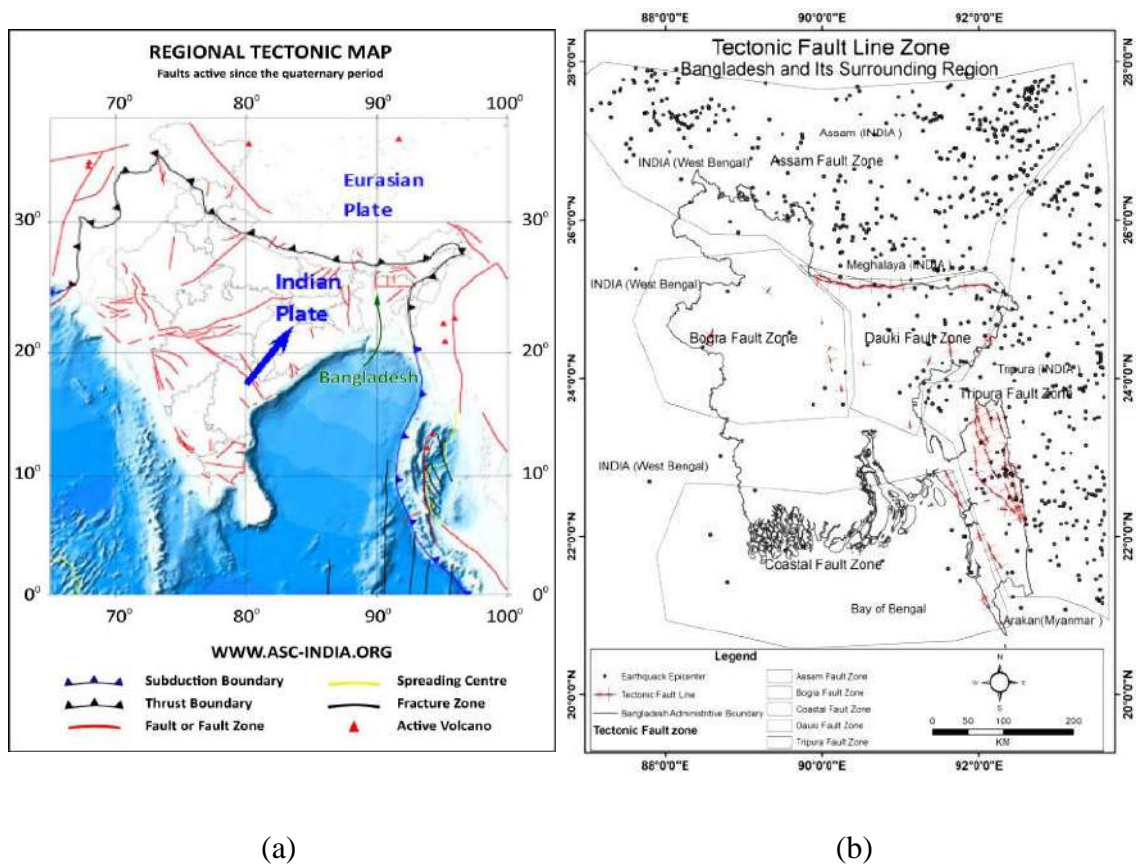 REGIONAL TECTONIC MAP
Faults active since the quaternary period
70° 80° 90° 100°
Eurasian
Plate
30° 30°
Indian
Plate
20° 20°
Bangladesh
10° 10°
0° 0°
70° 80° 90° 100°
WWW.ASC-INDIA.ORG
Subduction Boundary
Thrust Boundary
Fault or Fault Zone
Spreading Centre
Fracture Zone
Active Volcano
(a)
88°0'0"E 90°0'0"E 92°0'0"E
Tectonic Fault Line Zone
Bangladesh and Its Surrounding Region
28°0'0"N 28°0'0"N
Assam (INDIA )
INDIA (West Bengal)
Assam Fault Zone
26°0'0"N 26°0'0"N
Meghalaya (INDIA )
INDIA (West Bengal)
Bogra Fault Zone
Dauki Fault Zone
Tripura (INDIA )
24°0'0"N 24°0'0"N
Tripura Fault Zone
INDIA (West Bengal)
22°0'0"N 22°0'0"N
Coastal Fault Zone
Bay of Bengal
Arakan(Myanmar )
Legend
Earthquack Epicenter
Tectonic Fault Line
Bangladesh Administritive Boundary
Tectonic Fault zone
Assam Fault Zone
Bogra Fault Zone
Coastal Fault Zone
Dauki Fault Zone
Tripura Fault Zone
N
W E
S
0 50 100 200
KM
20°0'0"N 20°0'0"N
88°0'0"E 90°0'0"E 92°0'0"E
(b)